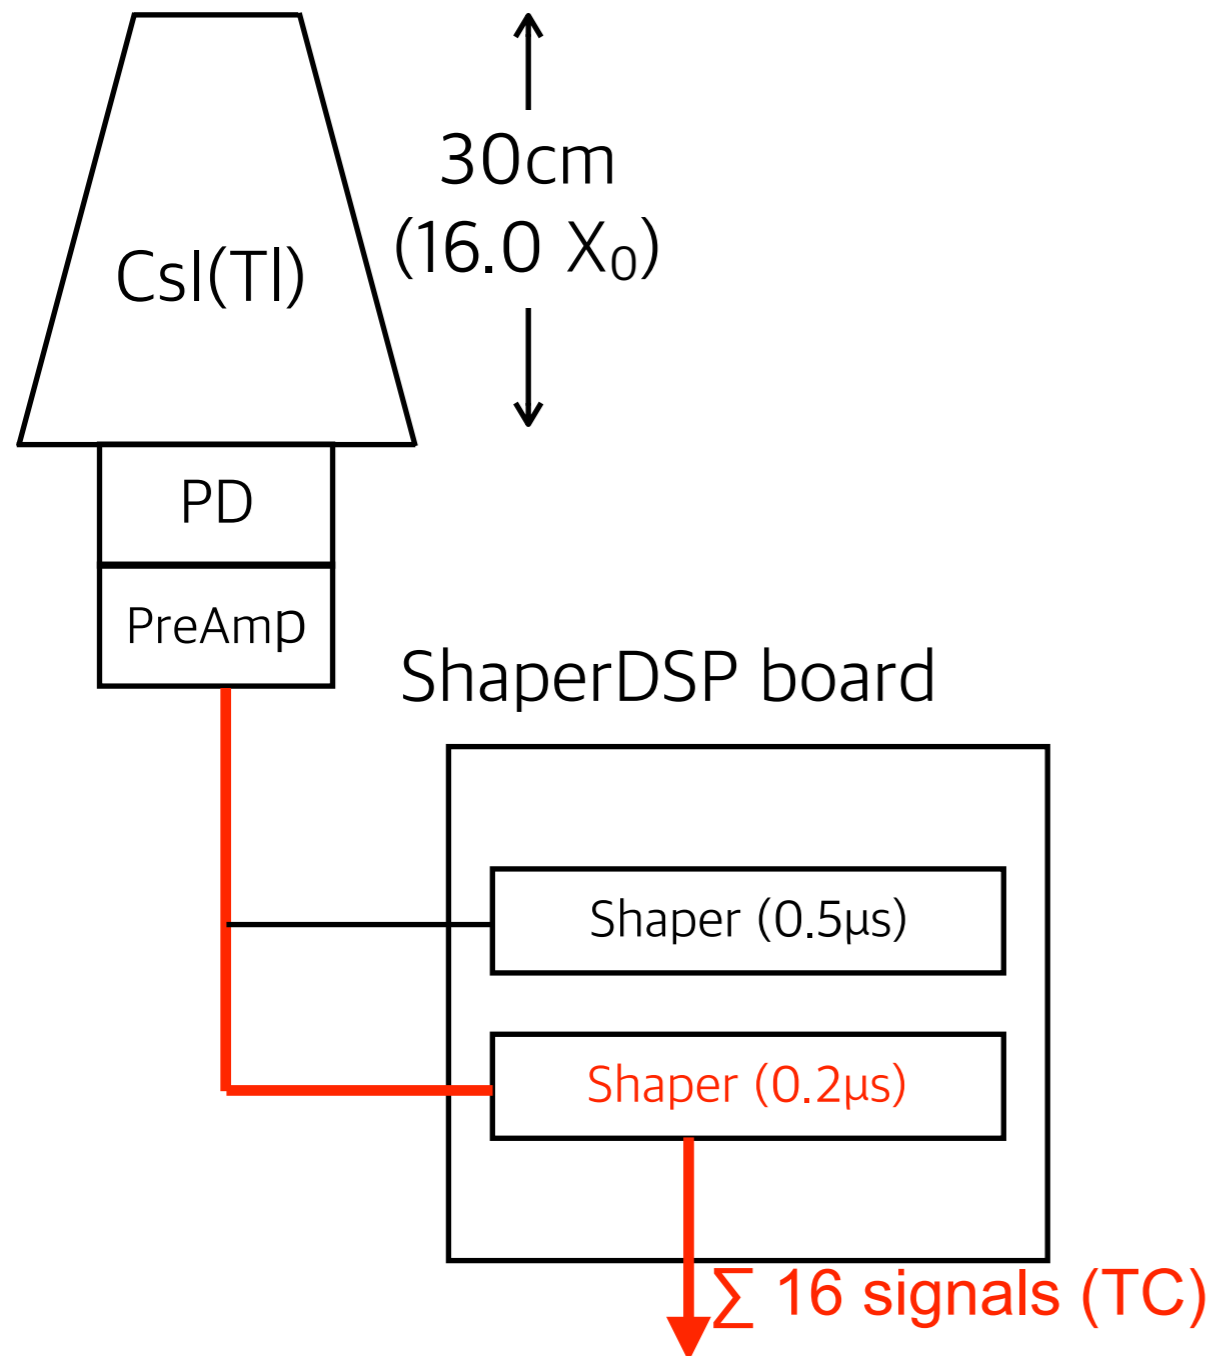 30cm
(16.0 X₀)
CsI(Tl)
PD
PreAmp
ShaperDSP board
Shaper (0.5μs)
Shaper (0.2μs)
∑ 16 signals (TC)